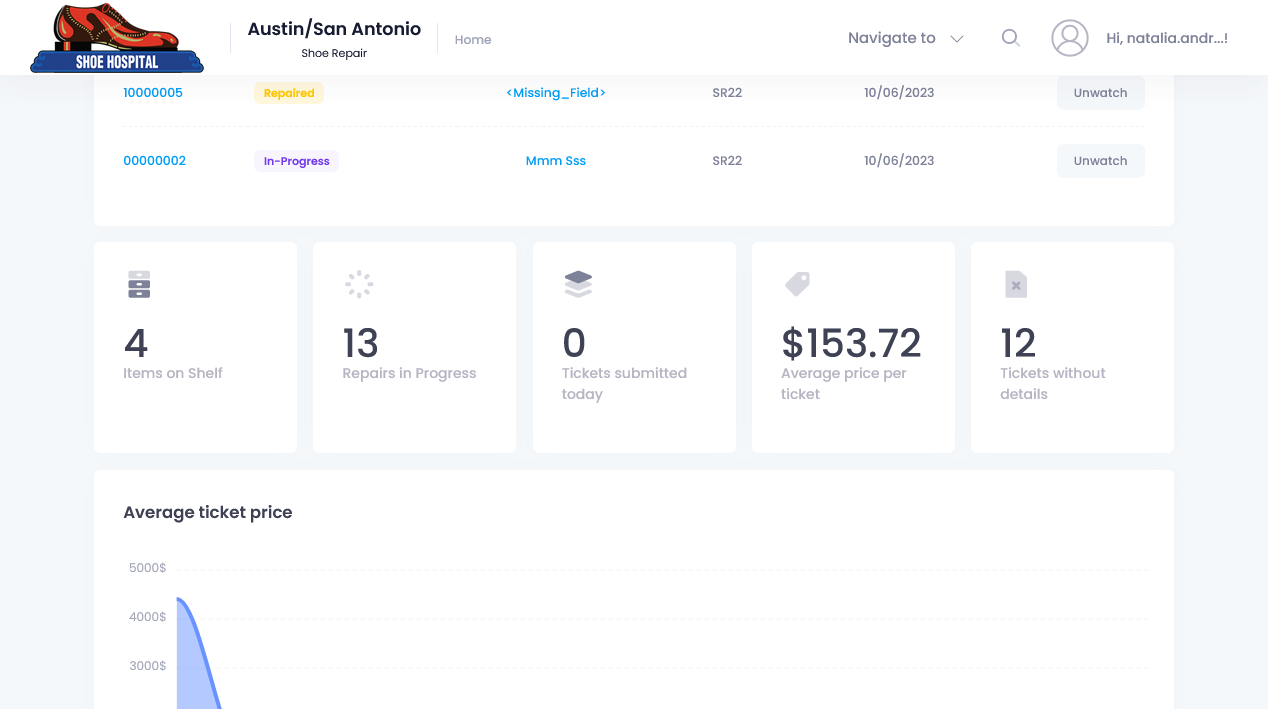 SHOE HOSPITAL
Austin/San Antonio
Shoe Repair
Home
Navigate to
Hi, natalia.andr...!
10000005 Repaired <Missing_Field> SR22 10/06/2023 Unwatch
00000002 In-Progress Mmm Sss SR22 10/06/2023 Unwatch
4
Items on Shelf
13
Repairs in Progress
0
Tickets submitted
today
$153.72
Average price per
ticket
12
Tickets without
details
Average ticket price
5000$
4000$
3000$